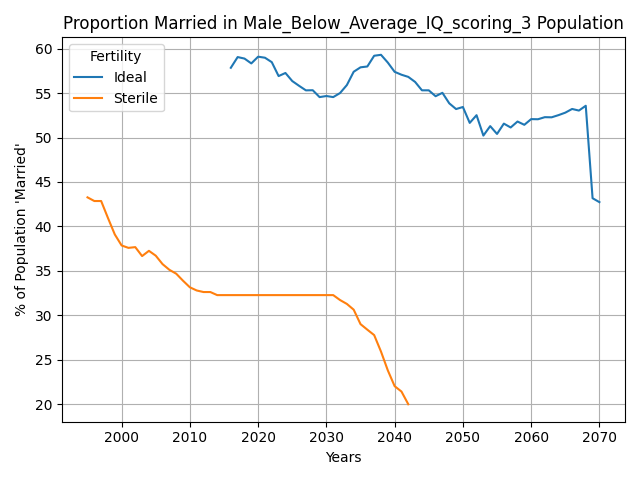 Proportion Married in Male_Below_Average_IQ_scoring_3 Population
Fertility
Ideal
Sterile
% of Population 'Married'
60
55
50
45
40
35
30
25
20
2000 2010 2020 2030 2040 2050 2060 2070
Years